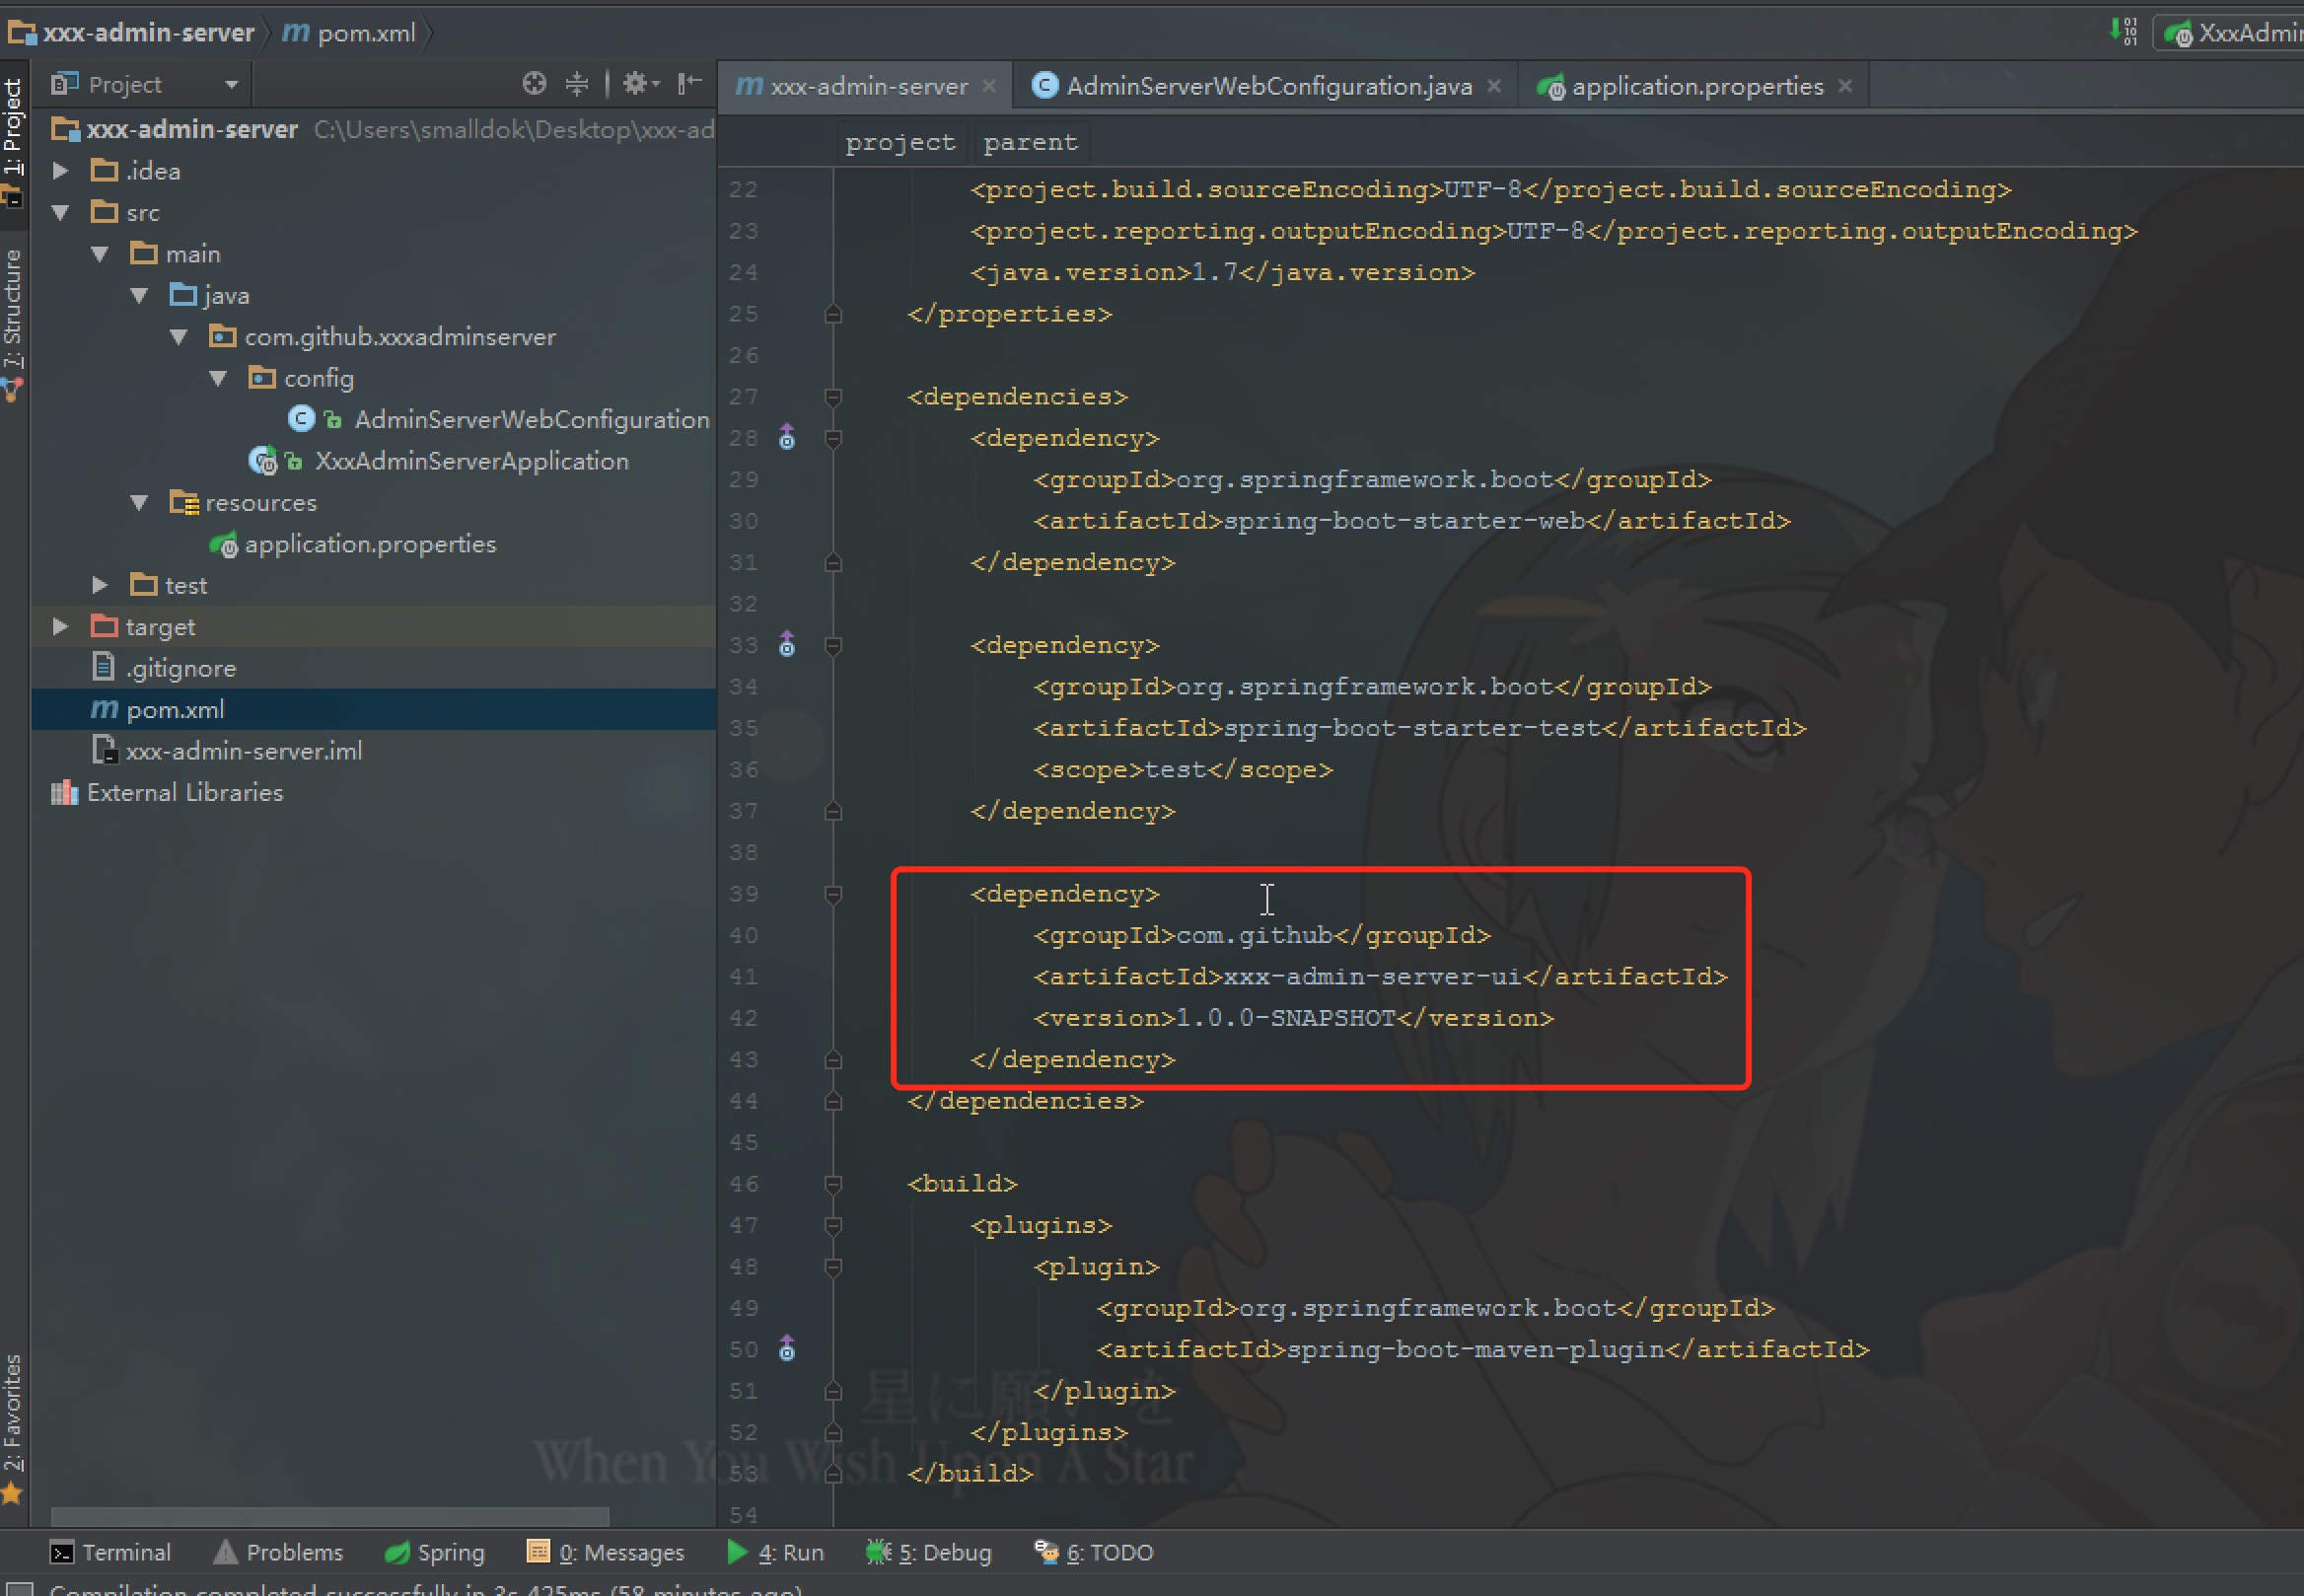 xxx-admin-server
pom.xml
XxxAdmin
Project
xxx-admin-server
AdminServerWebConfiguration.java
application.properties
1: Project
7: Structure
2: Favorites
xxx-admin-server C:\Users\smalldok\Desktop\xxx-ad
.idea
src
main
java
com.github.xxxadminserver
config
AdminServerWebConfiguration
XxxAdminServerApplication
resources
application.properties
test
target
.gitignore
pom.xml
xxx-admin-server.iml
External Libraries
project parent
22 <project.build.sourceEncoding>UTF-8</project.build.sourceEncoding>
23 <project.reporting.outputEncoding>UTF-8</project.reporting.outputEncoding>
24 <java.version>1.7</java.version>
25 </properties>
26
27 <dependencies>
28 <dependency>
29 <groupId>org.springframework.boot</groupId>
30 <artifactId>spring-boot-starter-web</artifactId>
31 </dependency>
32
33 <dependency>
34 <groupId>org.springframework.boot</groupId>
35 <artifactId>spring-boot-starter-test</artifactId>
36 <scope>test</scope>
37 </dependency>
38
39 <dependency>
40 <groupId>com.github</groupId>
41 <artifactId>xxx-admin-server-ui</artifactId>
42 <version>1.0.0-SNAPSHOT</version>
43 </dependency>
44 </dependencies>
45
46 <build>
47 <plugins>
48 <plugin>
49 <groupId>org.springframework.boot</groupId>
50 <artifactId>spring-boot-maven-plugin</artifactId>
51 </plugin>
52 </plugins>
53 </build>
54
星に願いを
When You Wish Upon A Star
Terminal
Problems
Spring
0: Messages
4: Run
5: Debug
6: TODO
Compilation completed successfully in 3s 425ms (58 minutes ago)